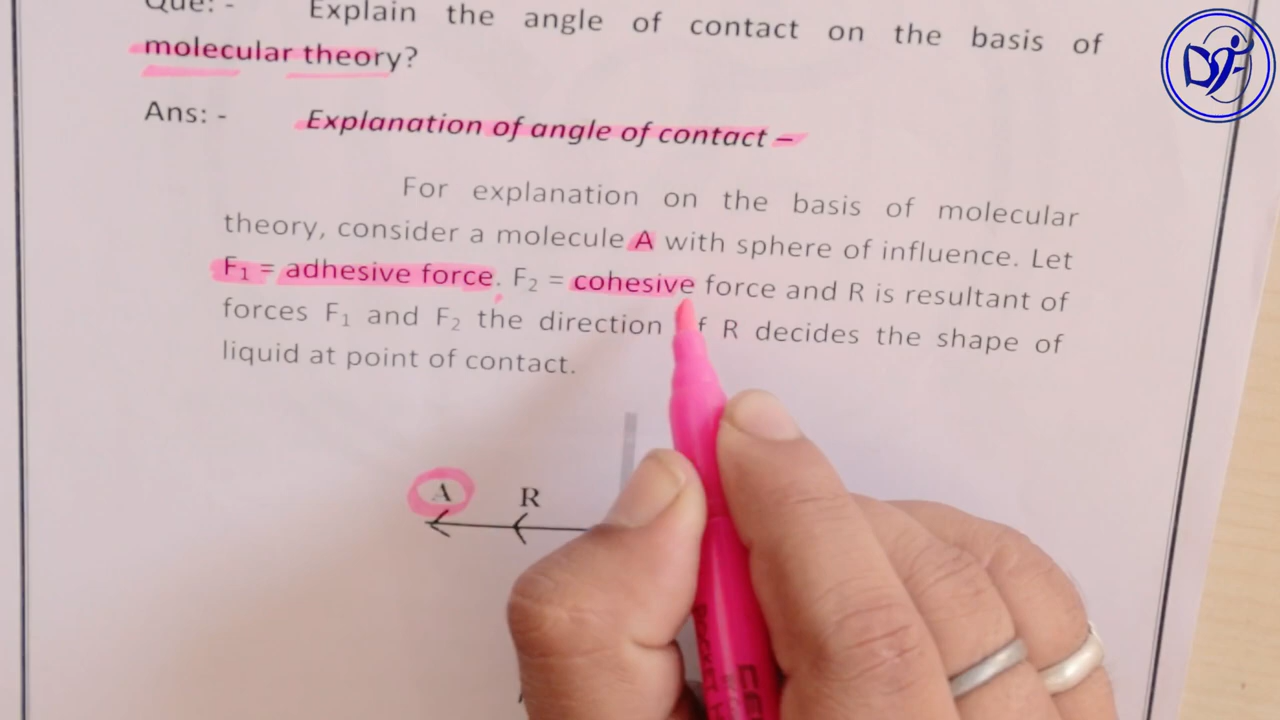 Que: - Explain the angle of contact on the basis of
molecular theory?
Ans: - Explanation of angle of contact –
For explanation on the basis of molecular
theory, consider a molecule A with sphere of influence. Let
F₁ = adhesive force. F₂ = cohesive force and R is resultant of
forces F₁ and F₂ the direction f R decides the shape of
liquid at point of contact.
A R